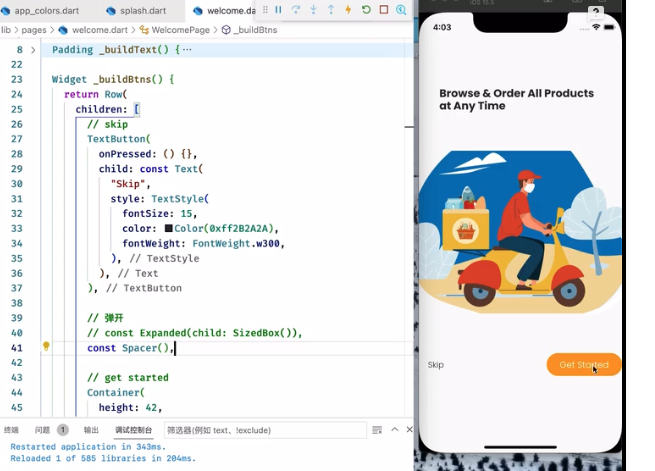 app_colors.dart splash.dart welcome.da
lib > pages > welcome.dart > WelcomePage > _buildBtns
8 Padding _buildText() {…
22
23 Widget _buildBtns() {
24 return Row(
25 children: [
26 // skip
27 TextButton(
28 onPressed: () {},
29 child: const Text(
30 "Skip",
31 style: TextStyle(
32 fontSize: 15,
33 color: Color(0xff2B2A2A),
34 fontWeight: FontWeight.w300,
35 ), // TextStyle
36 ), // Text
37 ), // TextButton
38
39 // 弹开
40 // const Expanded(child: SizedBox()),
41 const Spacer(),
42
43 // get started
44 Container(
45 height: 42,
终端 问题 1 输出 调试控制台 筛选器(例如 text、!exclude)
Restarted application in 343ms.
Reloaded 1 of 585 libraries in 204ms.
4:03
?
Browse & Order All Products
at Any Time
Skip
Get Started